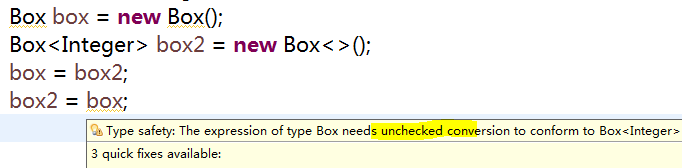 Box box = new Box();
Box<Integer> box2 = new Box<>();
box = box2;
box2 = box;
Type safety: The expression of type Box needs unchecked conversion to conform to Box<Integer>
3 quick fixes available: